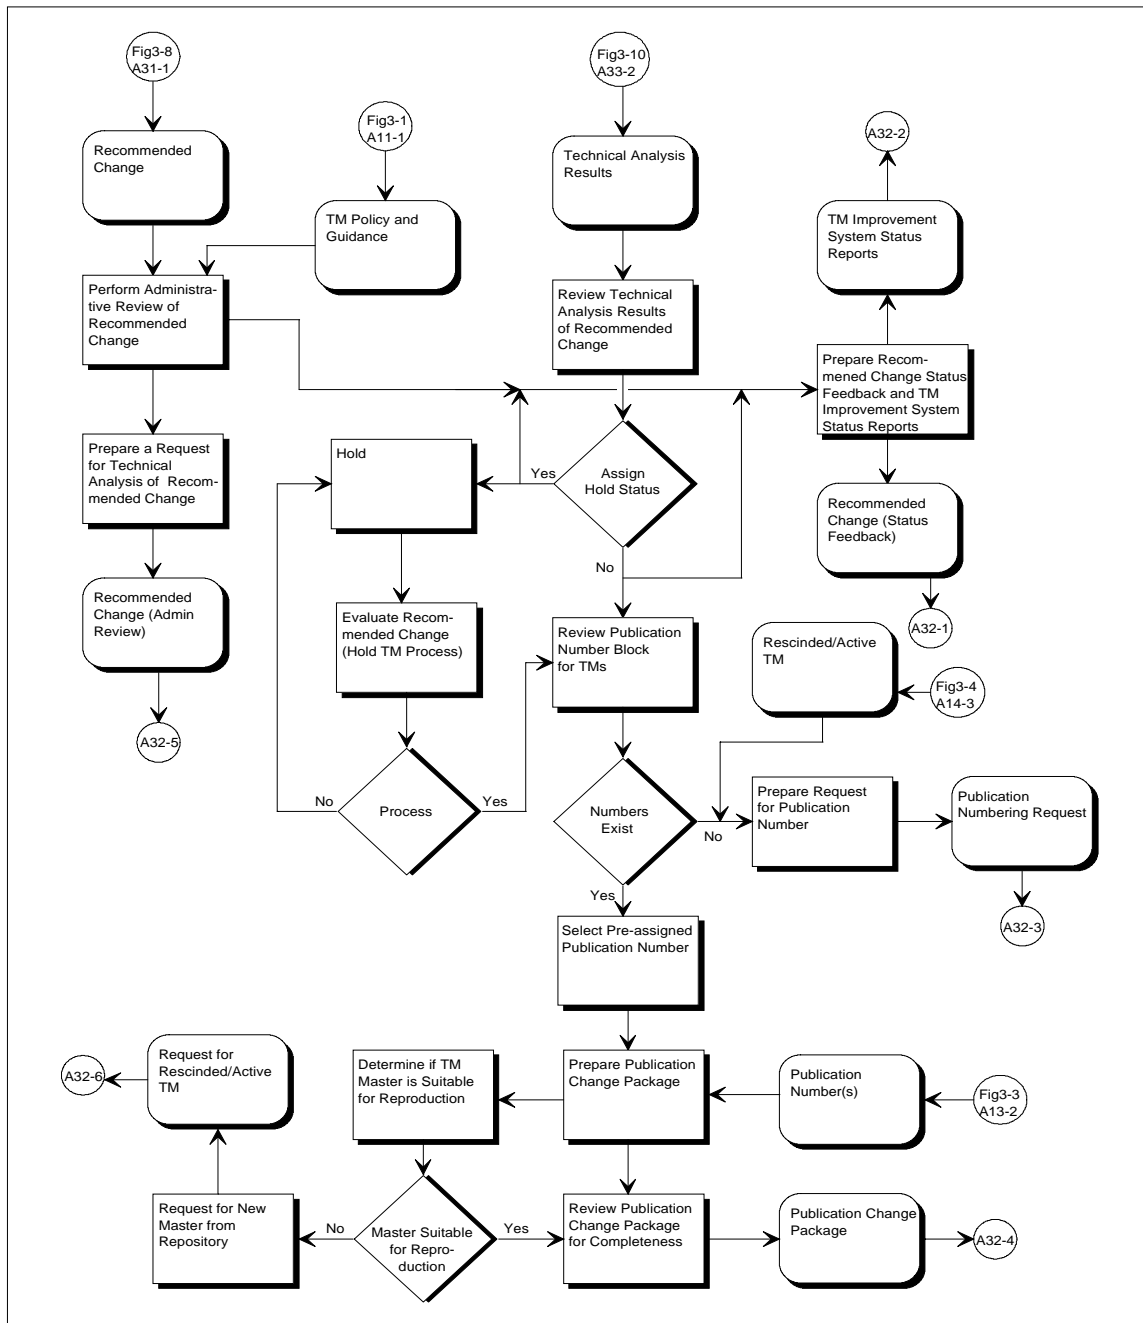 Fig3-8
A31-1
Fig3-10
A33-2
Fig3-1
A11-1
A32-2
Recommended
Change
Technical Analysis
Results
TM Policy and
Guidance
TM Improvement
System Status
Reports
Perform Administra-
tive Review of
Recommended
Change
Review Technical
Analysis Results
of Recommended
Change
Prepare Recom-
mened Change Status
Feedback and TM
Improvement System
Status Reports
Prepare a Request
for Technical
Analysis of Recom-
mended Change
Hold
Yes
Assign
Hold Status
Recommended
Change (Status
Feedback)
No
Recommended
Change (Admin
Review)
Evaluate Recom-
mended Change
(Hold TM Process)
Review Publication
Number Block
for TMs
A32-1
Rescinded/Active
TM
Fig3-4
A14-3
A32-5
No
Process
Yes
Numbers
Exist
No
Prepare Request
for Publication
Number
Publication
Numbering Request
Yes
Select Pre-assigned
Publication Number
A32-3
A32-6
Request for
Rescinded/Active
TM
Determine if TM
Master is Suitable
for Reproduction
Prepare Publication
Change Package
Publication
Number(s)
Fig3-3
A13-2
Request for New
Master from
Repository
No
Master Suitable
for Repro-
duction
Yes
Review Publication
Change Package
for Completeness
Publication Change
Package
A32-4